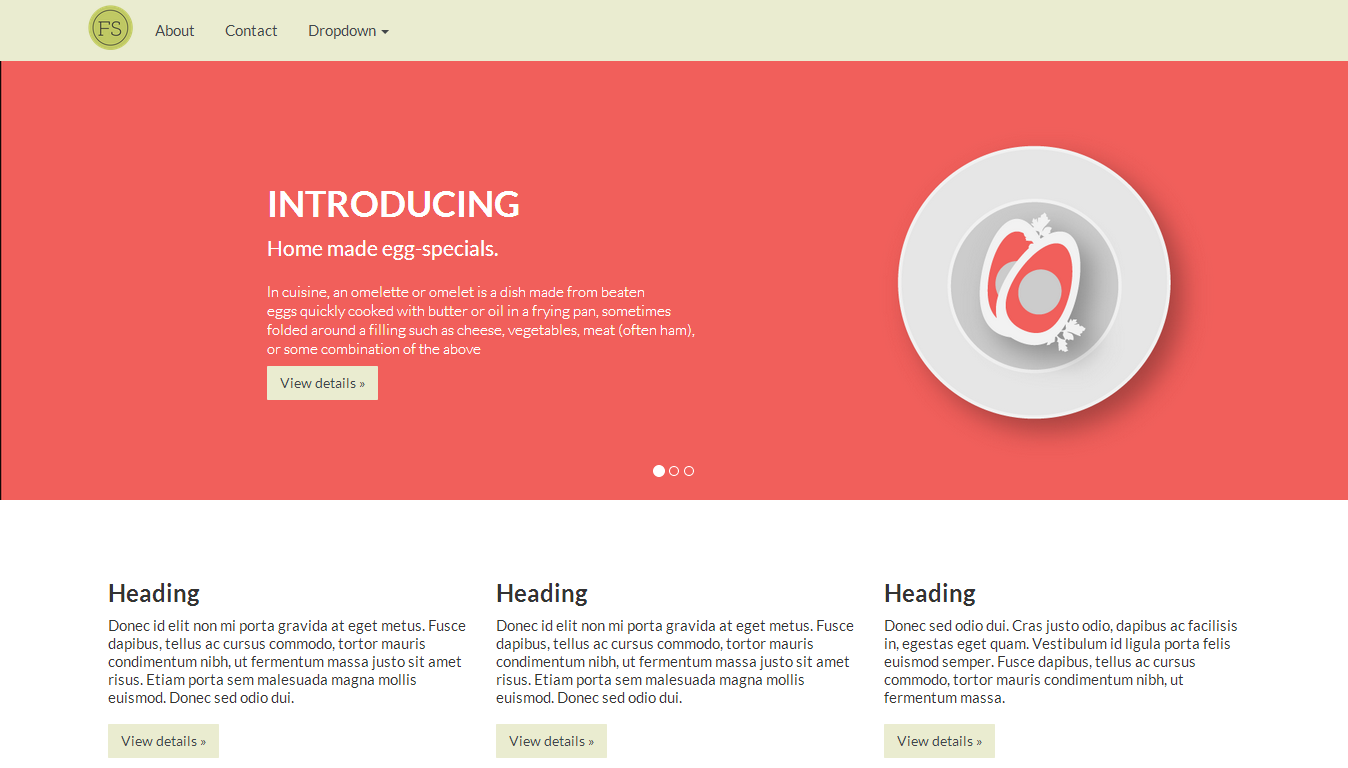 FS
About Contact Dropdown
INTRODUCING
Home made egg-specials.
In cuisine, an omelette or omelet is a dish made from beaten
eggs quickly cooked with butter or oil in a frying pan, sometimes
folded around a filling such as cheese, vegetables, meat (often ham),
or some combination of the above
View details »
Heading
Donec id elit non mi porta gravida at eget metus. Fusce
dapibus, tellus ac cursus commodo, tortor mauris
condimentum nibh, ut fermentum massa justo sit amet
risus. Etiam porta sem malesuada magna mollis
euismod. Donec sed odio dui.
View details »
Heading
Donec id elit non mi porta gravida at eget metus. Fusce
dapibus, tellus ac cursus commodo, tortor mauris
condimentum nibh, ut fermentum massa justo sit amet
risus. Etiam porta sem malesuada magna mollis
euismod. Donec sed odio dui.
View details »
Heading
Donec sed odio dui. Cras justo odio, dapibus ac facilisis
in, egestas eget quam. Vestibulum id ligula porta felis
euismod semper. Fusce dapibus, tellus ac cursus
commodo, tortor mauris condimentum nibh, ut
fermentum massa.
View details »